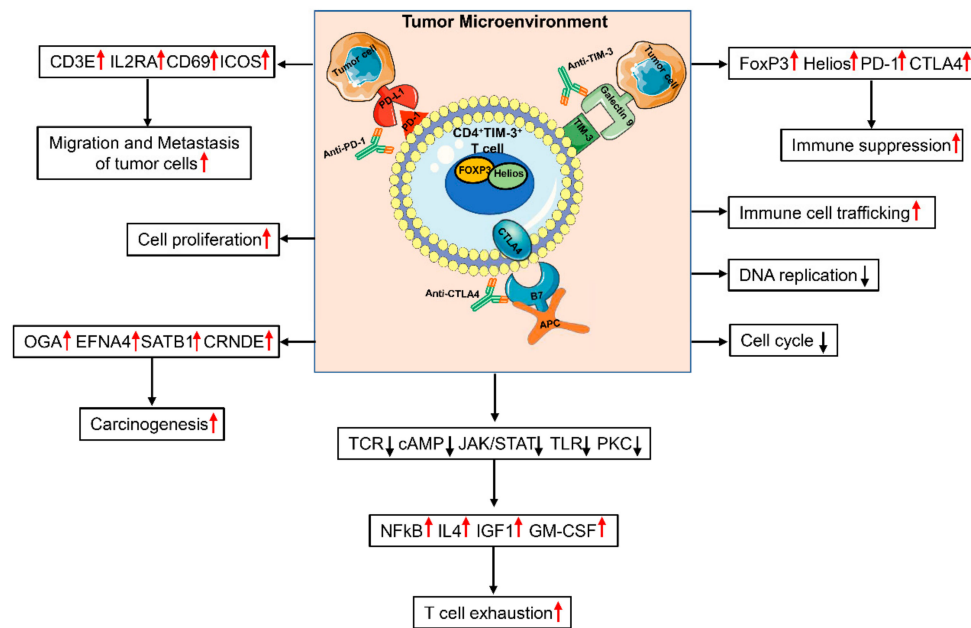 Tumor Microenvironment
CD3E IL2RA CD69 ICOS
Migration and Metastasis
of tumor cells
Cell proliferation
OGA EFNA4 SATB1 CRNDE
Carcinogenesis
Tumor cell
PD-L1
PD-1
Anti-PD-1
Anti-TIM-3
Tumor
cell
Galectin 9
TIM-3
CD4+TIM-3+
T cell
FOXP3
Helios
CTLA4
Anti-CTLA4
B7
APC
FoxP3 Helios PD-1 CTLA4
Immune suppression
Immune cell trafficking
DNA replication
Cell cycle
TCR cAMP JAK/STAT TLR PKC
NFkB IL4 IGF1 GM-CSF
T cell exhaustion